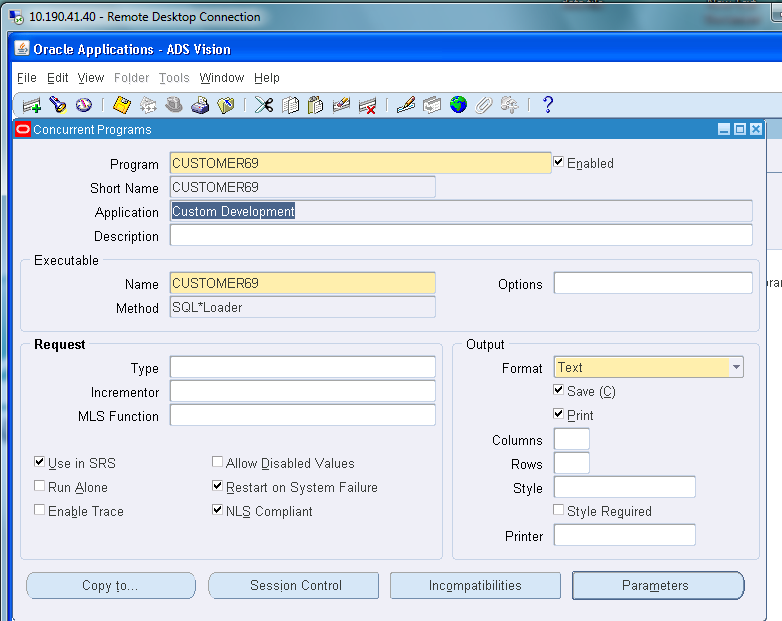 10.190.41.40 - Remote Desktop Connection
Oracle Applications - ADS Vision
File Edit View Folder Tools Window Help
Concurrent Programs
Program CUSTOMER69 Enabled
Short Name CUSTOMER69
Application Custom Development
Description
Executable
Name CUSTOMER69 Options
Method SQL*Loader
Request
Type
Incrementor
MLS Function
Use in SRS Allow Disabled Values
Run Alone Restart on System Failure
Enable Trace NLS Compliant
Output
Format Text
Save (C)
Print
Columns
Rows
Style
Style Required
Printer
Copy to... Session Control Incompatibilities Parameters